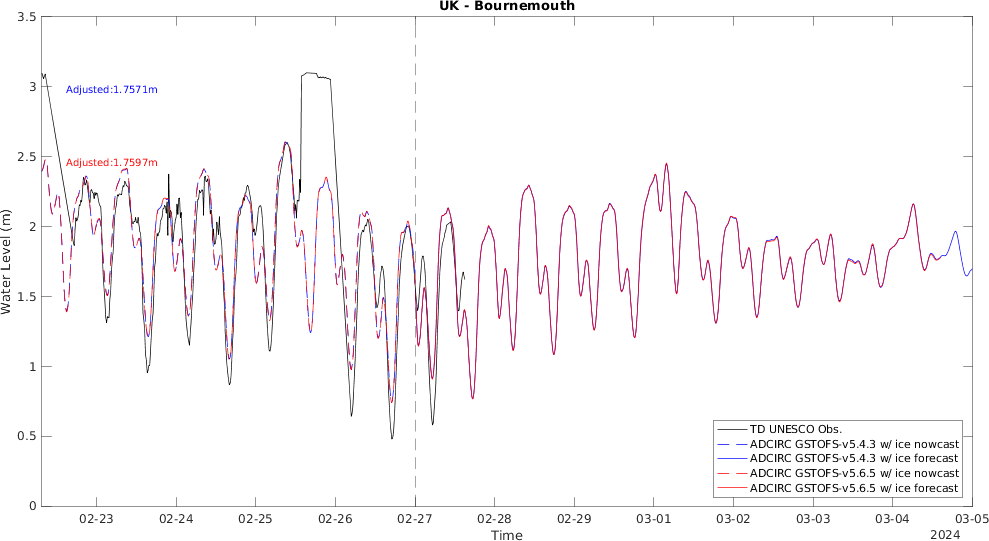 UK - Bournemouth
3.5
3
2.5
2
1.5
1
0.5
0
Water Level (m)
Adjusted:1.7571m
Adjusted:1.7597m
TD UNESCO Obs.
ADCIRC GSTOFS-v5.4.3 w/ ice nowcast
ADCIRC GSTOFS-v5.4.3 w/ ice forecast
ADCIRC GSTOFS-v5.6.5 w/ ice nowcast
ADCIRC GSTOFS-v5.6.5 w/ ice forecast
02-23 02-24 02-25 02-26 02-27 02-28 02-29 03-01 03-02 03-03 03-04 03-05
Time
2024